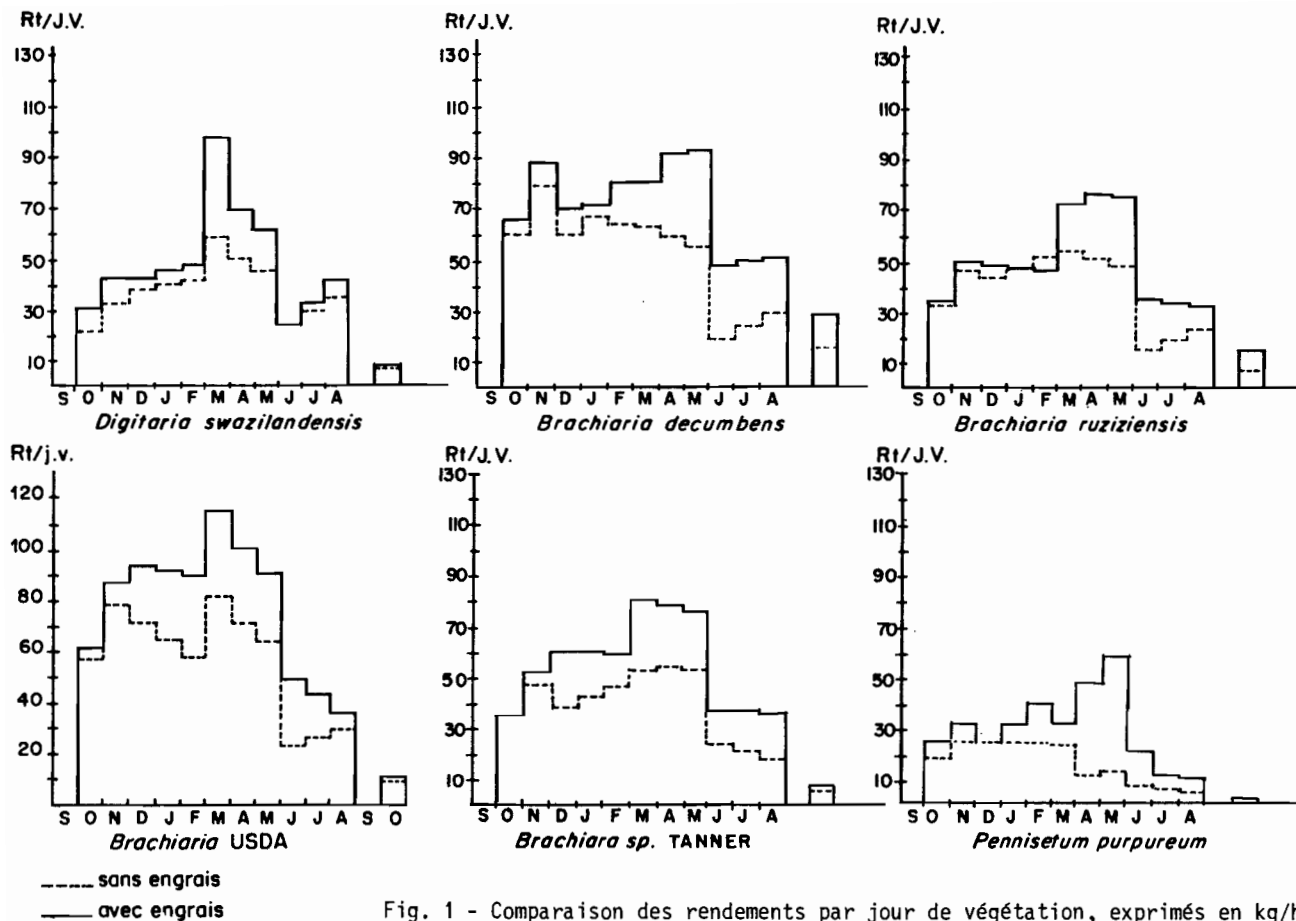 Rt/J.V.
130
110
90
70
50
30
10
S O N D J F M A M J J A
Digitaria swazilandensis
Rt/J.V.
130
110
90
70
50
30
10
S O N D J F M A M J J A
Brachiaria decumbens
Rt/J.V.
130
110
90
70
50
30
10
S O N D J F M A M J J A
Brachiaria ruziziensis
Rt/j.v.
120
100
80
60
40
20
S O N D J F M A M J J A S O
Brachiaria USDA
Rt/J.V.
130
110
90
70
50
30
10
S O N D J F M A M J J A
Brachiara sp. TANNER
Rt/J.V.
130
110
90
70
50
30
10
S O N D J F M A M J J A
Pennisetum purpureum
sans engrais
avec engrais
Fig. 1 - Comparaison des rendements par jour de végétation, exprimés en kg/h